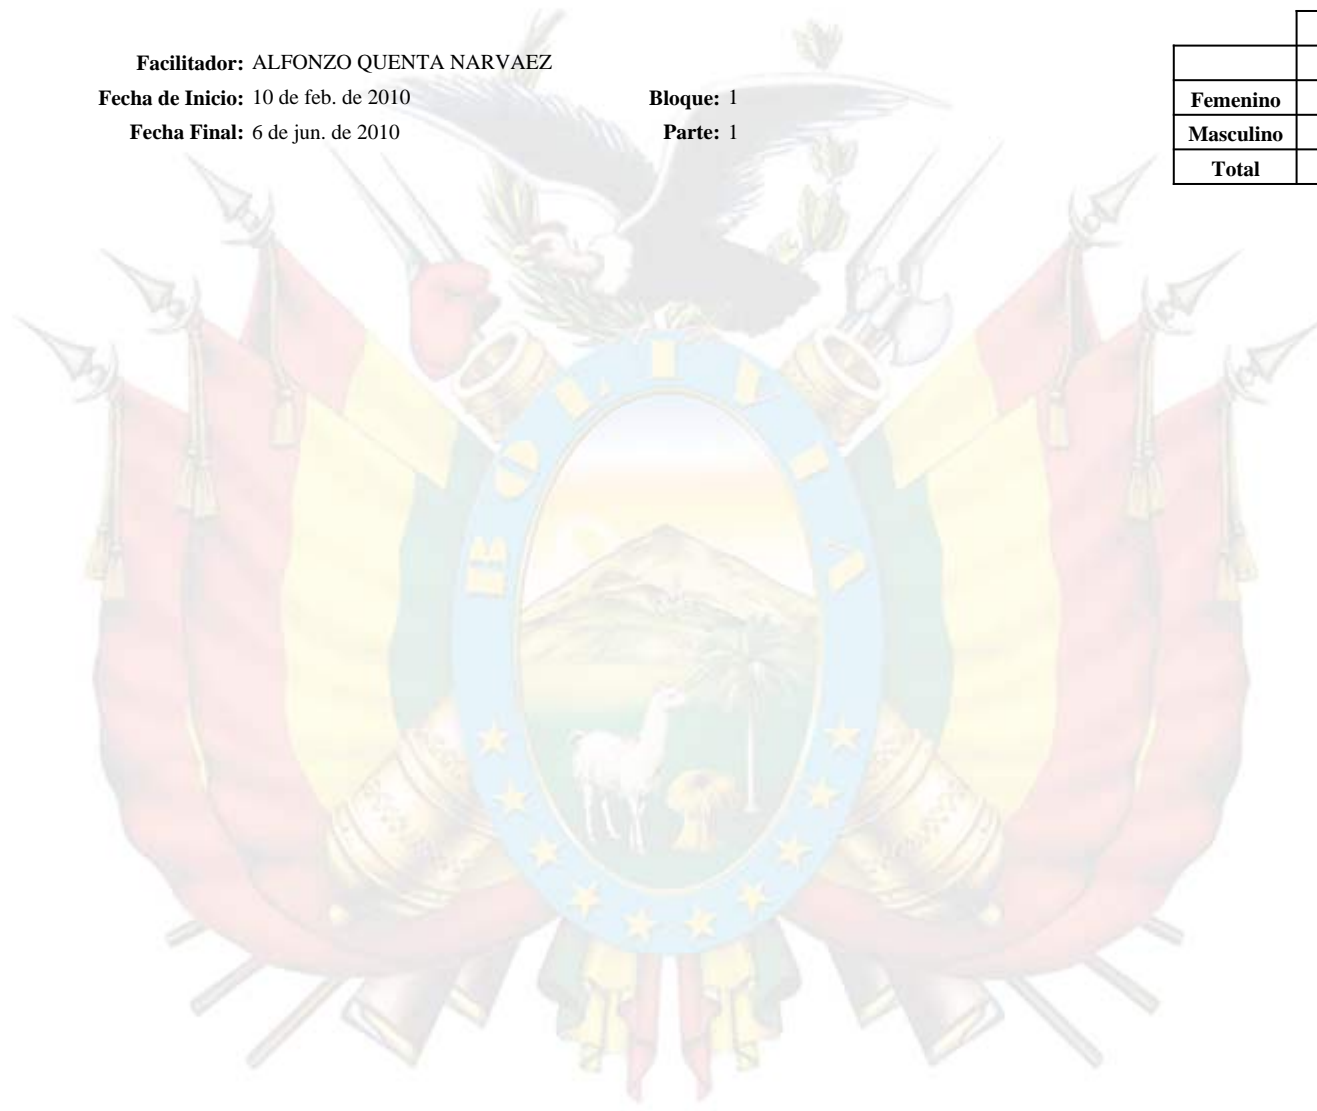 Facilitador: ALFONZO QUENTA NARVAEZ
Fecha de Inicio: 10 de feb. de 2010 Bloque: 1
Fecha Final: 6 de jun. de 2010 Parte: 1
Femenino
Masculino
Total
BOLIVIA